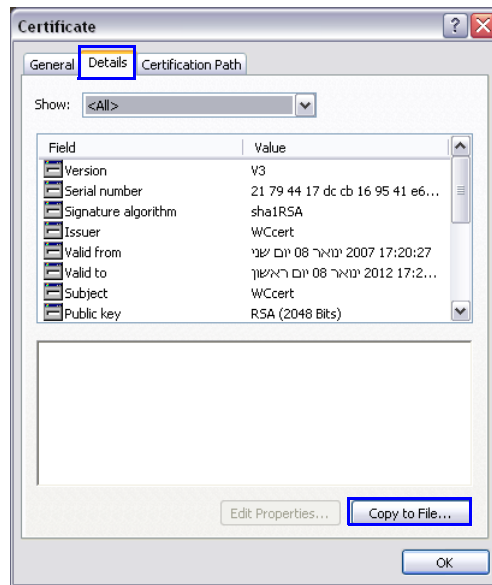 Certificate
General Details Certification Path
Show: <All>
Field Value
Version V3
Serial number 21 79 44 17 dc cb 16 95 41 e6...
Signature algorithm sha1RSA
Issuer WCcert
Valid from יום שני 08 ינואר 2007 17:20:27
Valid to יום ראשון 08 ינואר 2012 17:2...
Subject WCcert
Public key RSA (2048 Bits)
Edit Properties... Copy to File...
OK